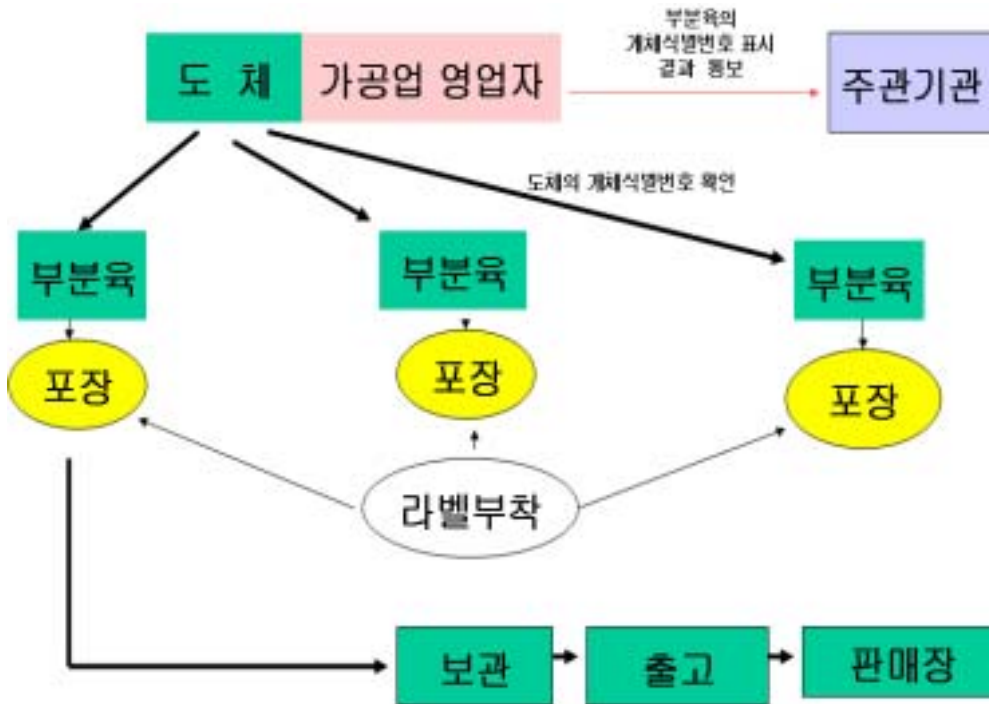 부분육의
개체식별번호 표시
결과 통보
도 체
가공업 영업자
주관기관
도체의 개체식별번호 확인
부분육
부분육
부분육
포장
포장
포장
라벨부착
보관
출고
판매장